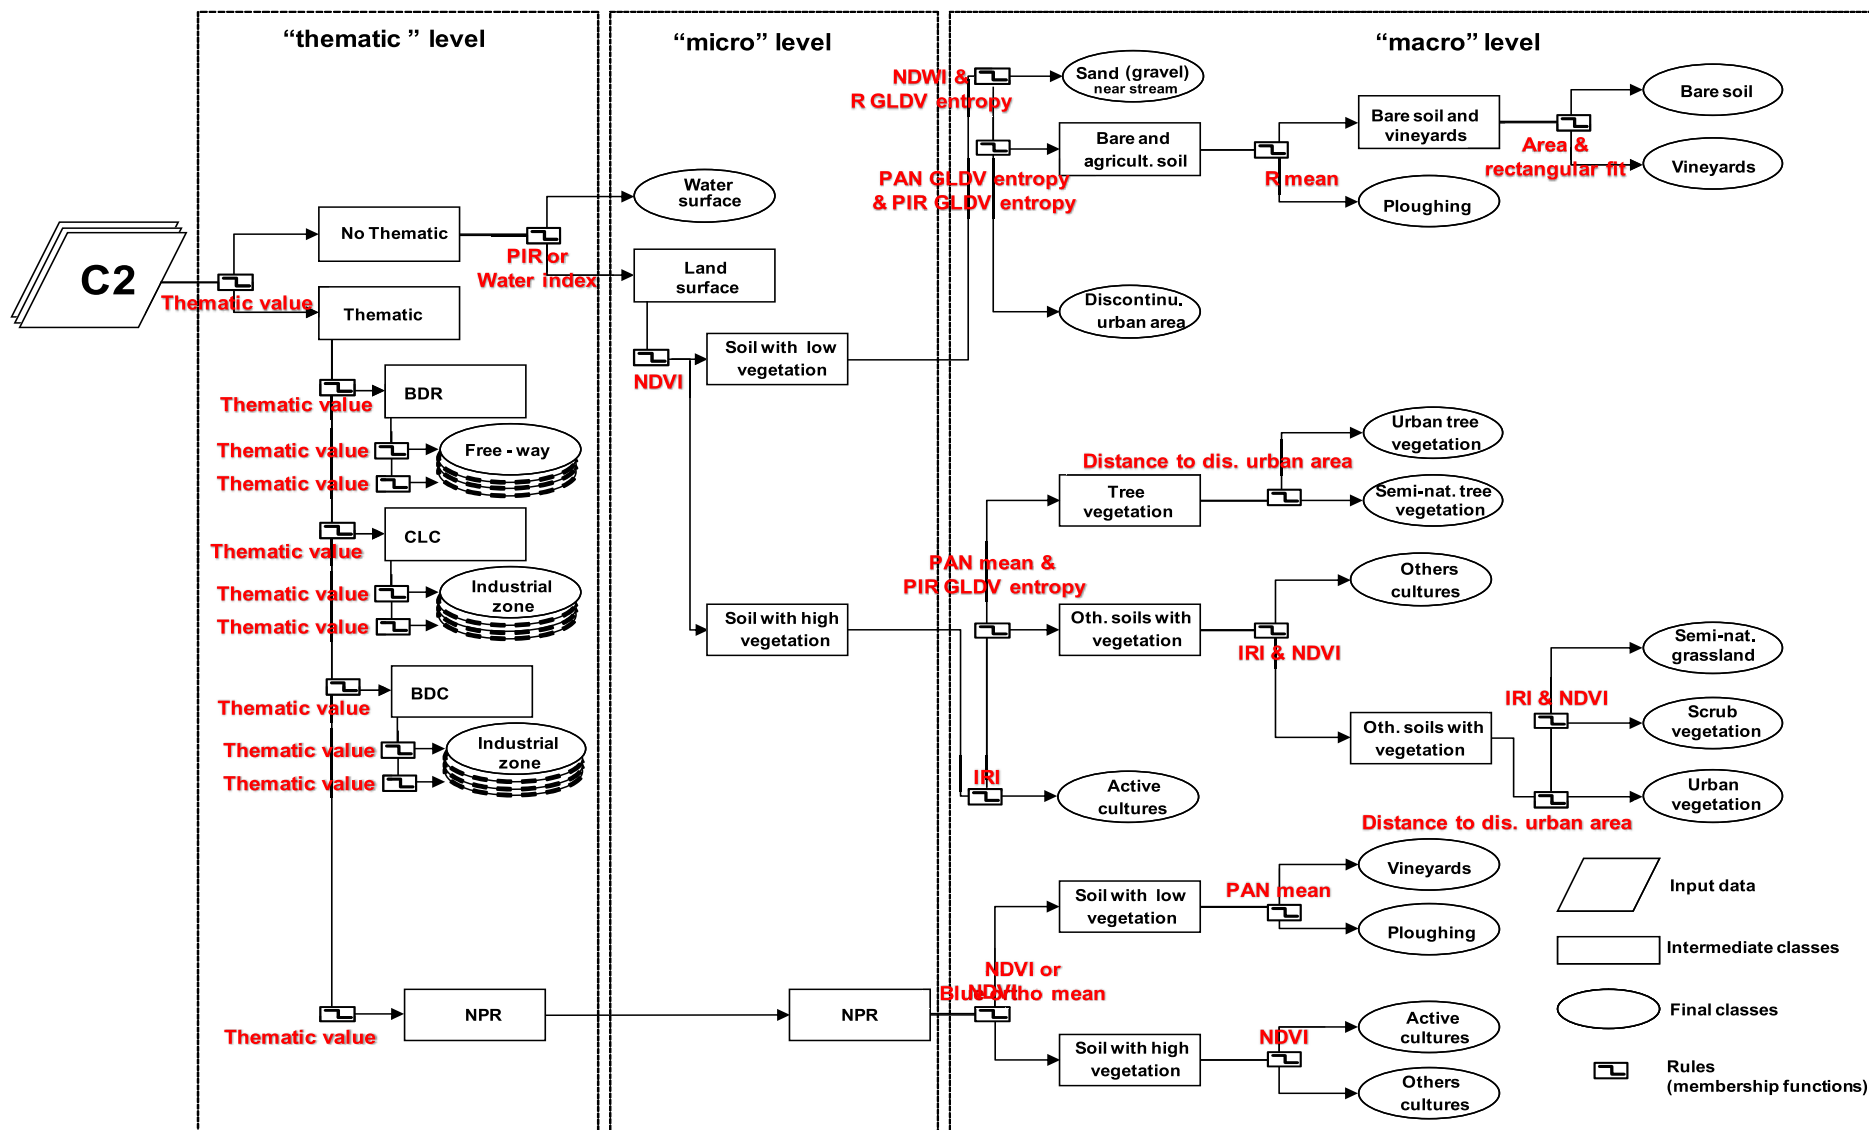 “thematic ” level
“micro” level
“macro” level
C2
Thematic value
No Thematic
Thematic
PIR or
Water index
BDR
Thematic value
Thematic value
Free - way
Thematic value
CLC
Thematic value
Thematic value
Industrial
zone
Thematic value
BDC
Thematic value
Thematic value
Industrial
zone
Thematic value
NPR
Thematic value
Water
surface
Land
surface
NDVI
Soil with low
vegetation
Soil with high
vegetation
NPR
NDWI &
R GLDV entropy
Sand (gravel)
near stream
PAN GLDV entropy
& PIR GLDV entropy
Bare and
agricult. soil
R mean
Bare soil and
vineyards
Area &
rectangular fit
Bare soil
Vineyards
Ploughing
Discontinu.
urban area
Distance to dis. urban area
Urban tree
vegetation
Tree
vegetation
Semi-nat. tree
vegetation
PAN mean &
PIR GLDV entropy
Oth. soils with
vegetation
IRI & NDVI
Others
cultures
Oth. soils with
vegetation
IRI & NDVI
Semi-nat.
grassland
Scrub
vegetation
Urban
vegetation
Distance to dis. urban area
IRI
Active
cultures
NDVI or
NDVI
Blue ortho mean
Soil with low
vegetation
PAN mean
Vineyards
Ploughing
Soil with high
vegetation
NDVI
Active
cultures
Others
cultures
Input data
Intermediate classes
Final classes
Rules
(membership functions)